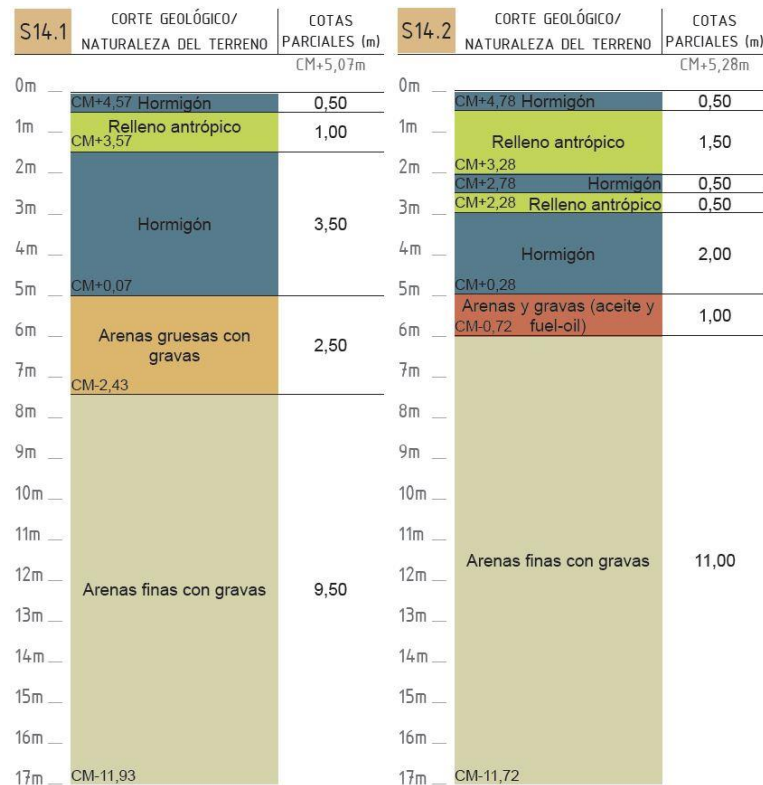 S14.1
CORTE GEOLÓGICO/
NATURALEZA DEL TERRENO
COTAS
PARCIALES (m)
CM+5,07m
0m
CM+4,57 Hormigón
0,50
1m
Relleno antrópico
CM+3,57
1,00
2m
3m
Hormigón
3,50
4m
CM+0,07
5m
6m
Arenas gruesas con
gravas
2,50
7m
CM-2,43
8m
9m
10m
11m
12m
Arenas finas con gravas
9,50
13m
14m
15m
16m
17m
CM-11,93
S14.2
CORTE GEOLÓGICO/
NATURALEZA DEL TERRENO
COTAS
PARCIALES (m)
CM+5,28m
0m
CM+4,78 Hormigón
0,50
1m
Relleno antrópico
1,50
2m
CM+3,28
CM+2,78 Hormigón
0,50
3m
CM+2,28 Relleno antrópico
0,50
4m
Hormigón
2,00
CM+0,28
5m
Arenas y gravas (aceite y
CM-0,72 fuel-oil)
1,00
6m
7m
8m
9m
10m
11m
Arenas finas con gravas
11,00
12m
13m
14m
15m
16m
17m
CM-11,72